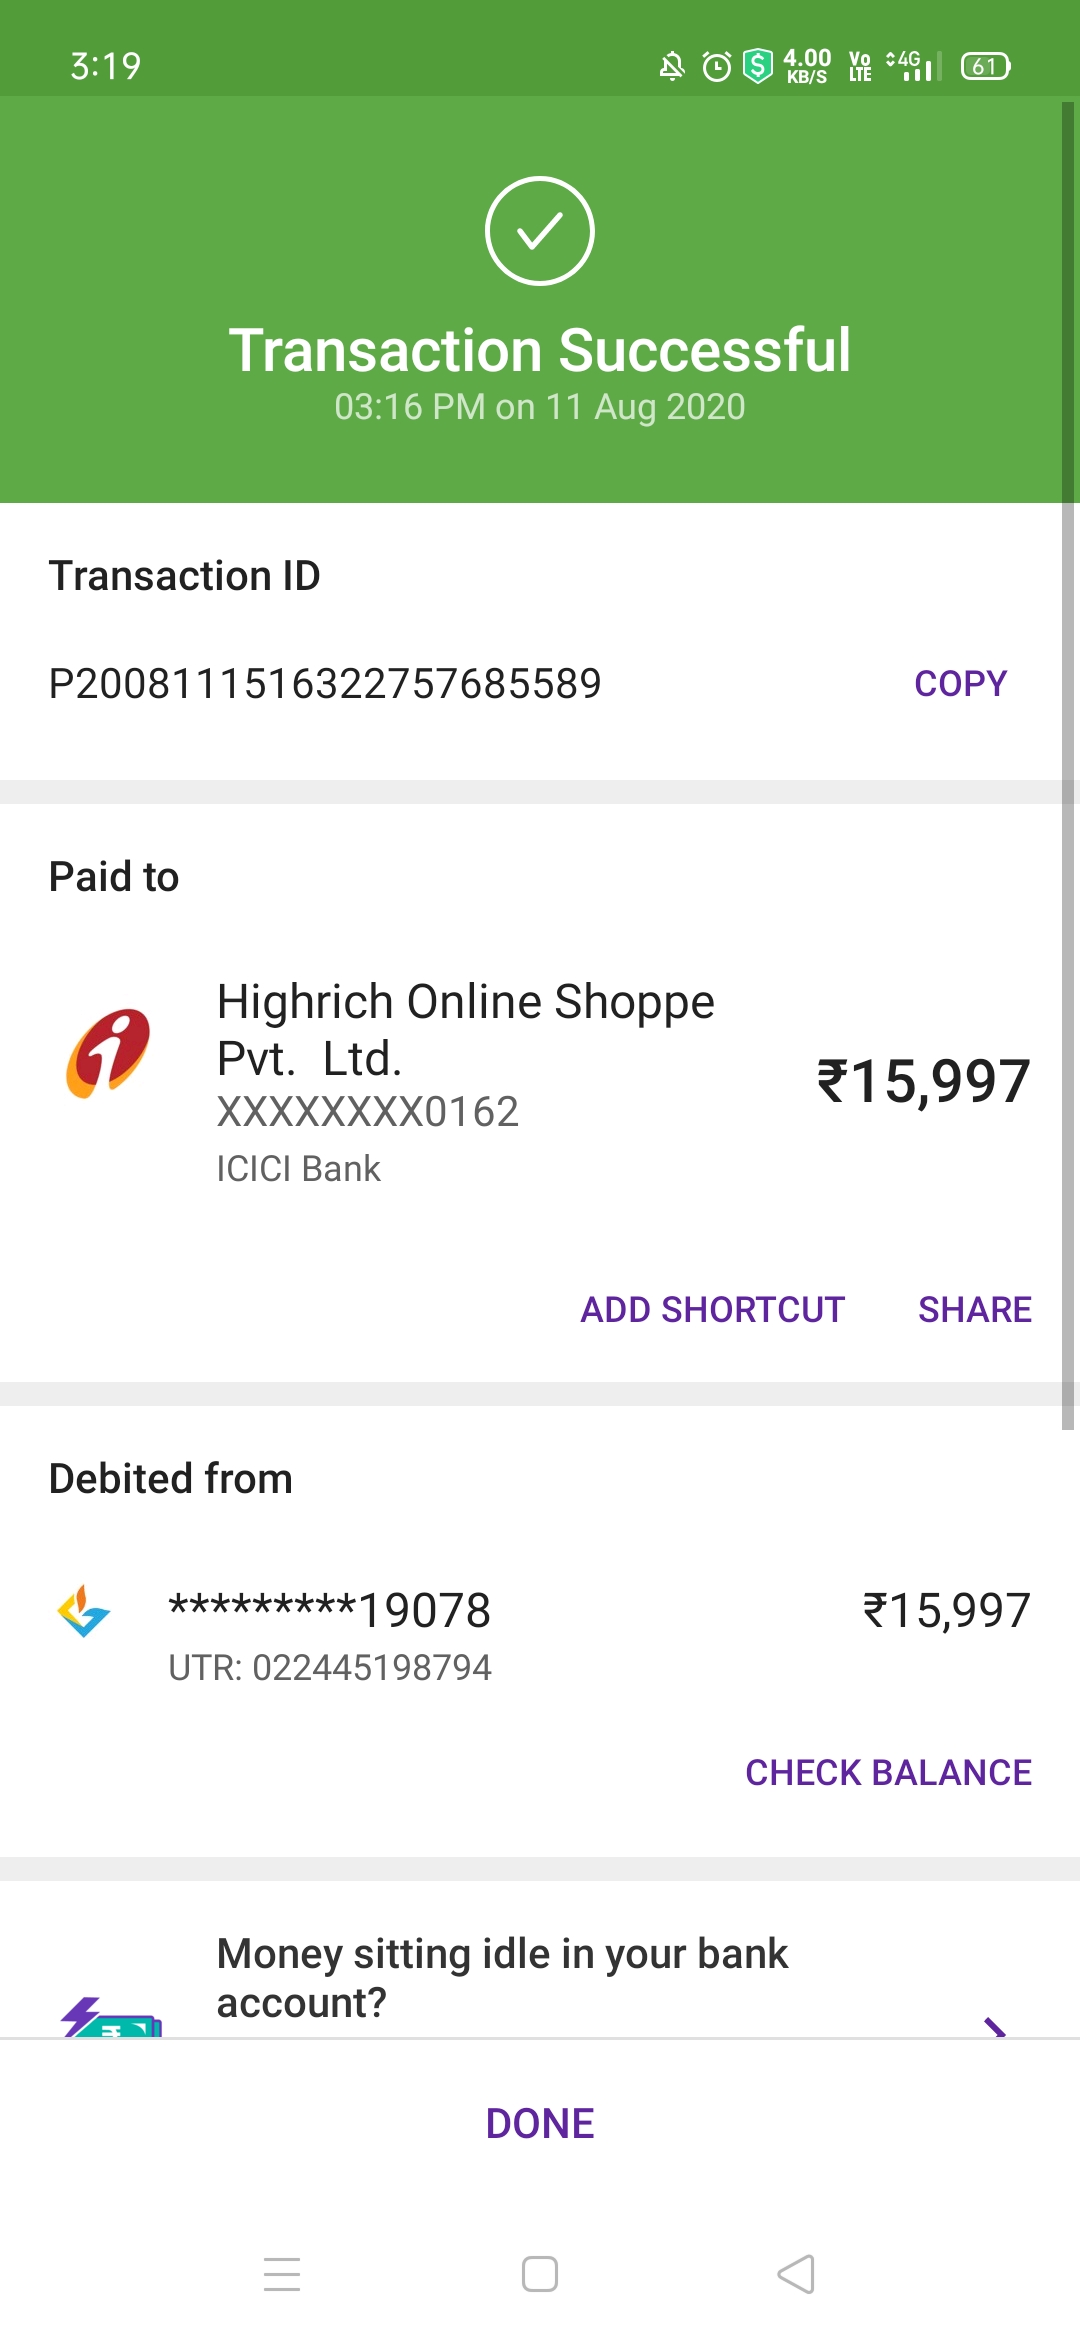 3:19
4.00
KB/S
Vo
LTE
4G
61
Transaction Successful
03:16 PM on 11 Aug 2020
Transaction ID
P2008111516322757685589
COPY
Paid to
Highrich Online Shoppe
Pvt.  Ltd.
₹15,997
XXXXXXXX0162
ICICI Bank
ADD SHORTCUT
SHARE
Debited from
*********19078
₹15,997
UTR: 022445198794
CHECK BALANCE
Money sitting idle in your bank
account?
DONE